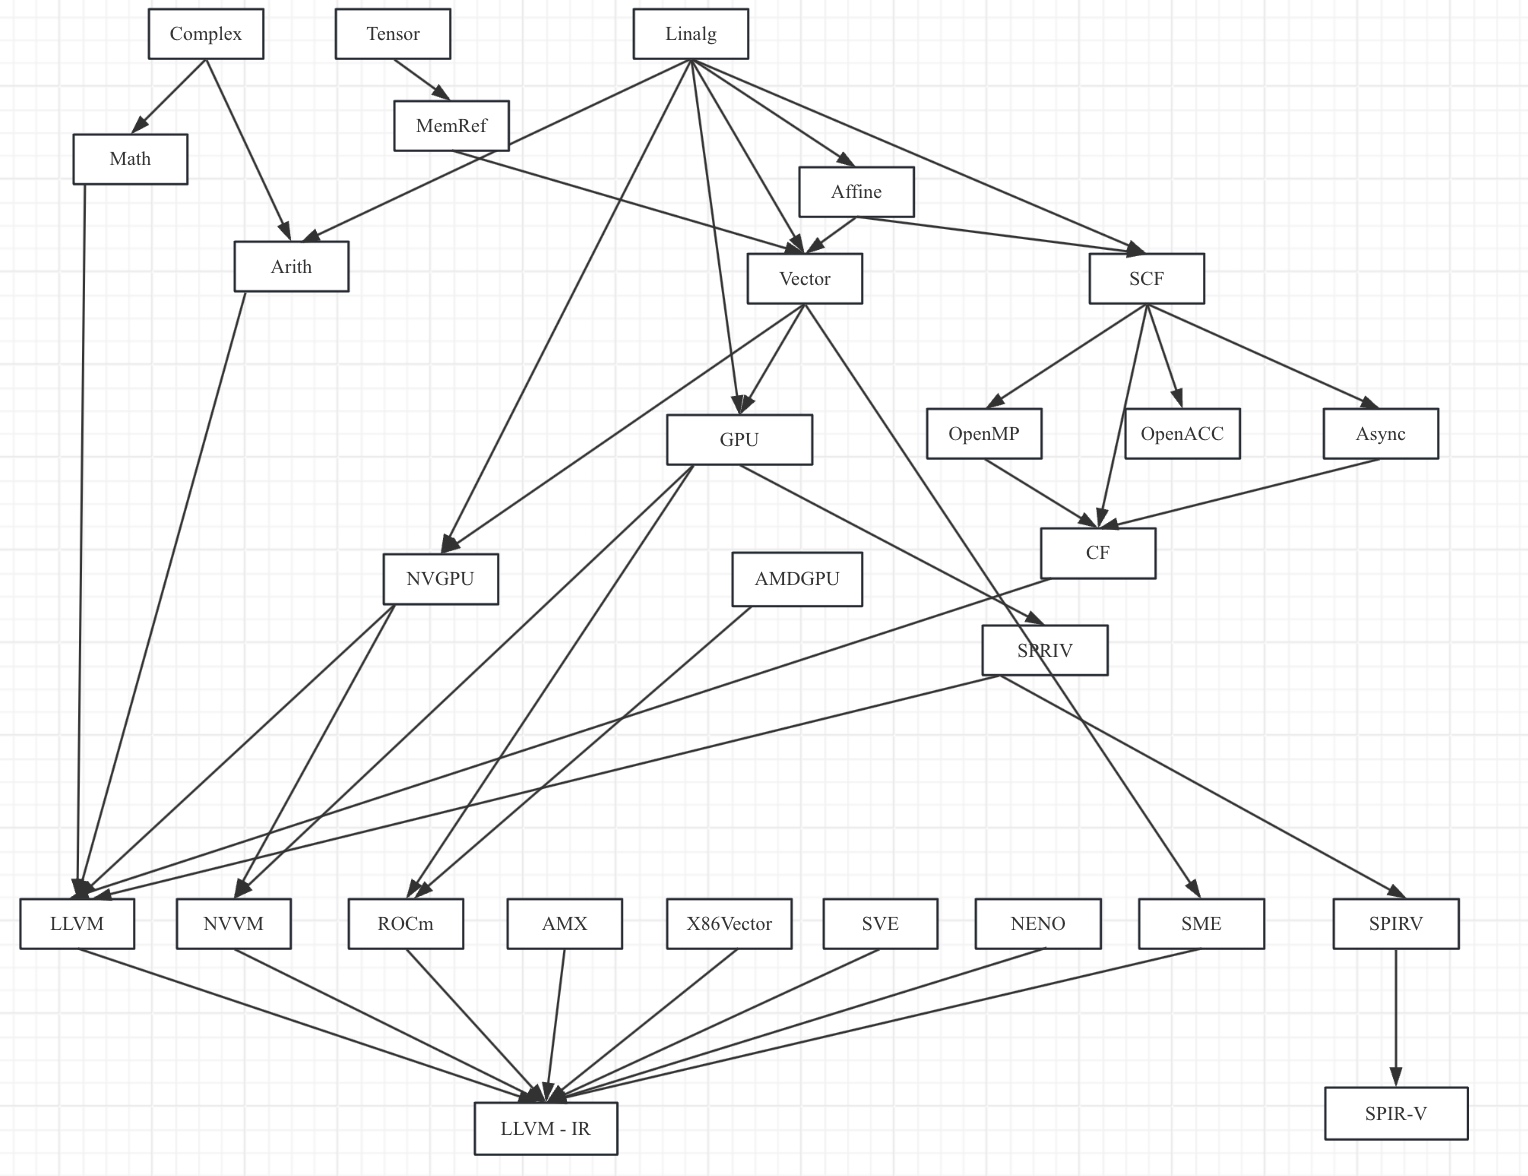 Complex
Tensor
Linalg
MemRef
Math
Affine
Arith
Vector
SCF
GPU
OpenMP
OpenACC
Async
CF
NVGPU
AMDGPU
SPRIV
LLVM
NVVM
ROCm
AMX
X86Vector
SVE
NENO
SME
SPIRV
LLVM - IR
SPIR-V